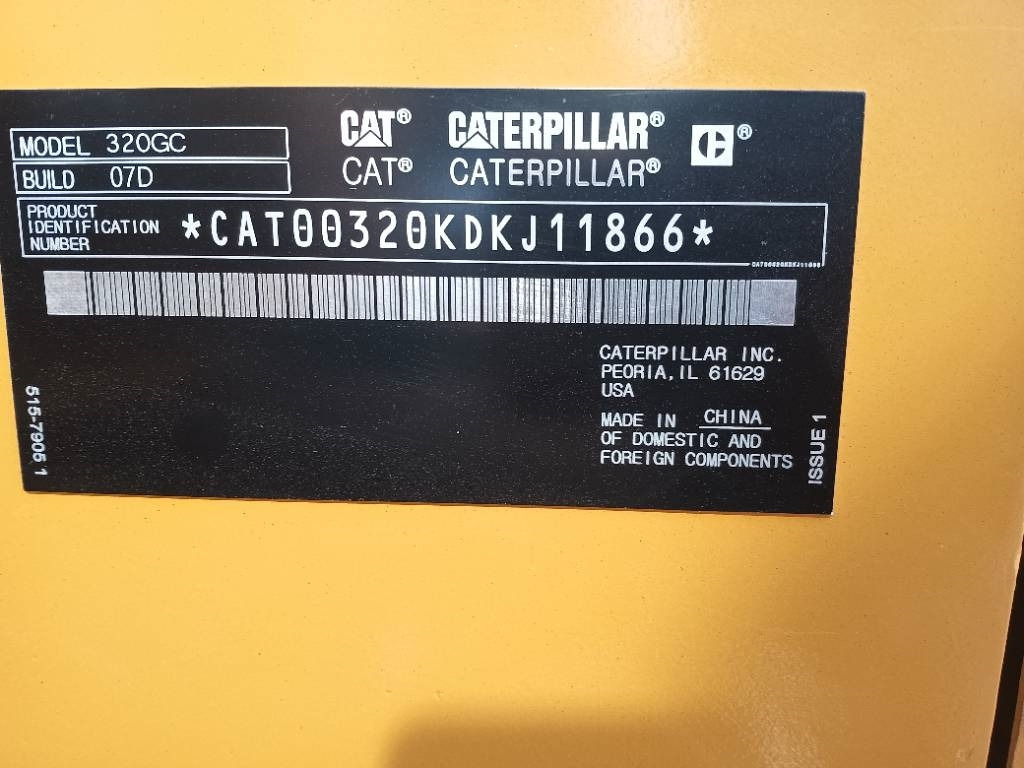 MODEL 320GC
BUILD 07D
CAT® CATERPILLAR® C®
CAT® CATERPILLAR®
PRODUCT
IDENTIFICATION
NUMBER
*CAT00320KDKJ11866*
CATERPILLAR INC.
PEORIA, IL 61629
USA
MADE IN CHINA
OF DOMESTIC AND
FOREIGN COMPONENTS
515-7905 1
ISSUE 1